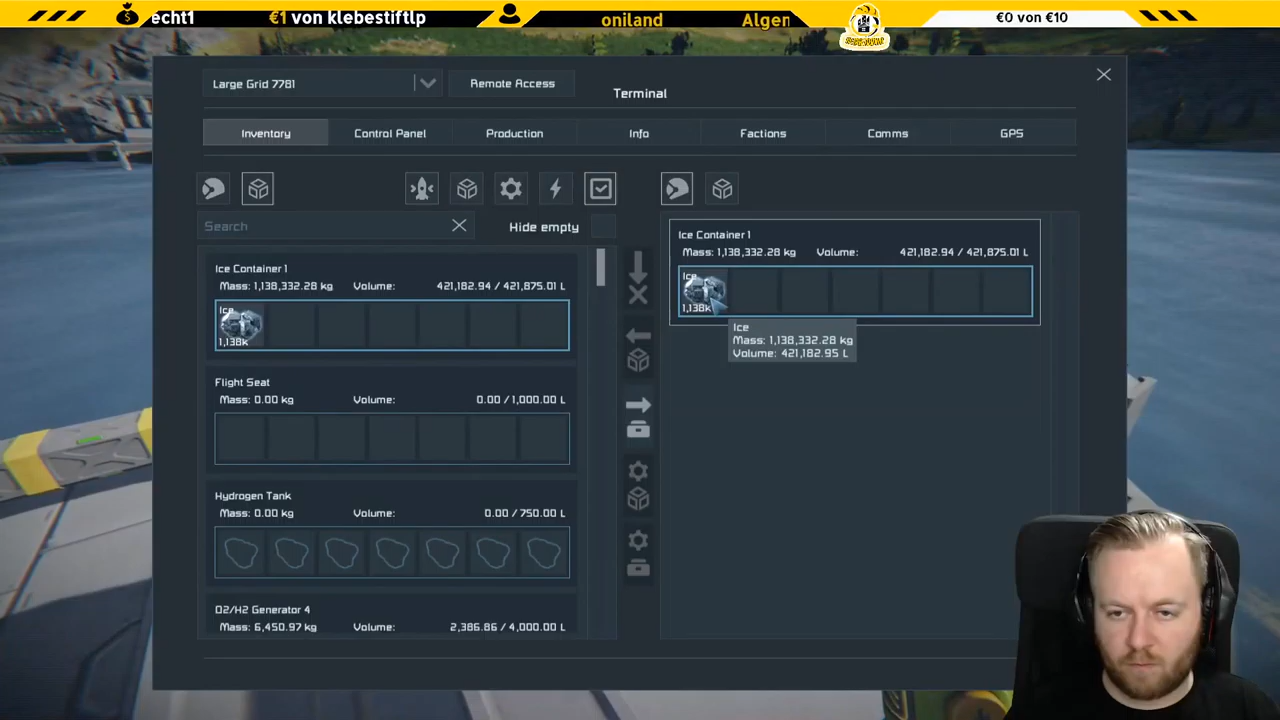 echt1
€1 von klebestiftlp
oniland
Algen
€0 von €10
Large Grid 7781
Remote Access
Terminal
Inventory
Control Panel
Production
Info
Factions
Comms
GPS
Search
Hide empty
Ice Container 1
Mass: 1,138,332.28 kg Volume: 421,182.94 / 421,875.01 L
Ice
1,138k
Flight Seat
Mass: 0.00 kg Volume: 0.00 / 1,000.00 L
Hydrogen Tank
Mass: 0.00 kg Volume: 0.00 / 750.00 L
O2/H2 Generator 4
Mass: 6,450.97 kg Volume: 2,386.86 / 4,000.00 L
Ice Container 1
Mass: 1,138,332.28 kg Volume: 421,182.94 / 421,875.01 L
Ice
1,138k
Ice
Mass: 1,138,332.28 kg
Volume: 421,182.95 L